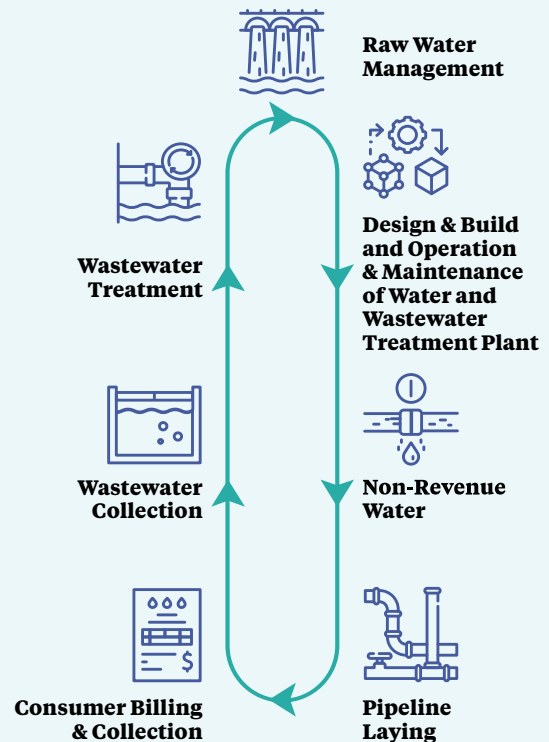 Raw Water
Management
Design & Build
and Operation
& Maintenance
of Water and
Wastewater
Treatment Plant
Non-Revenue
Water
Pipeline
Laying
Consumer Billing
& Collection
$
Wastewater
Collection
Wastewater
Treatment